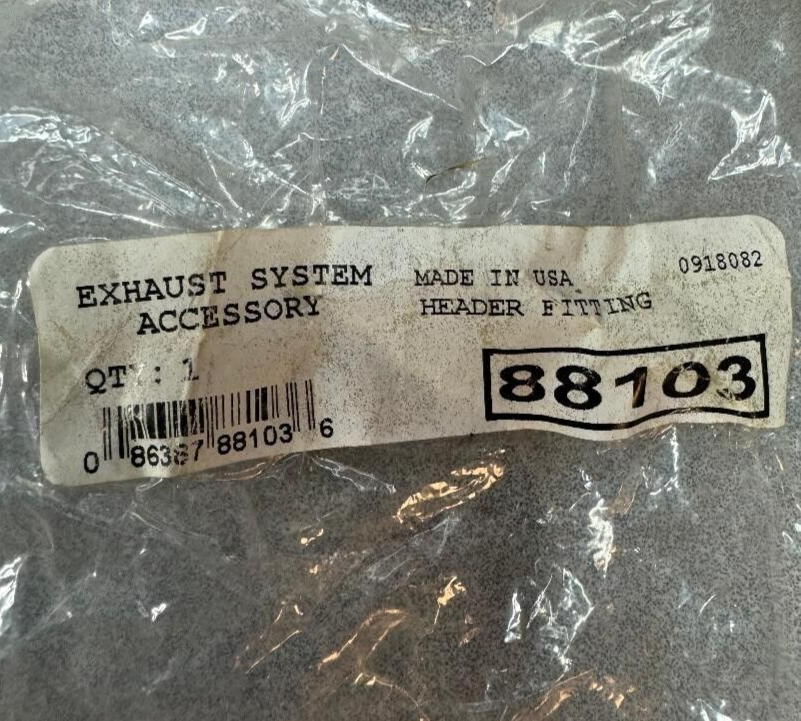 EXHAUST SYSTEM
ACCESSORY
MADE IN USA
HEADER FITTING
0918082
QTY: 1
88103
0 86387 88103 6